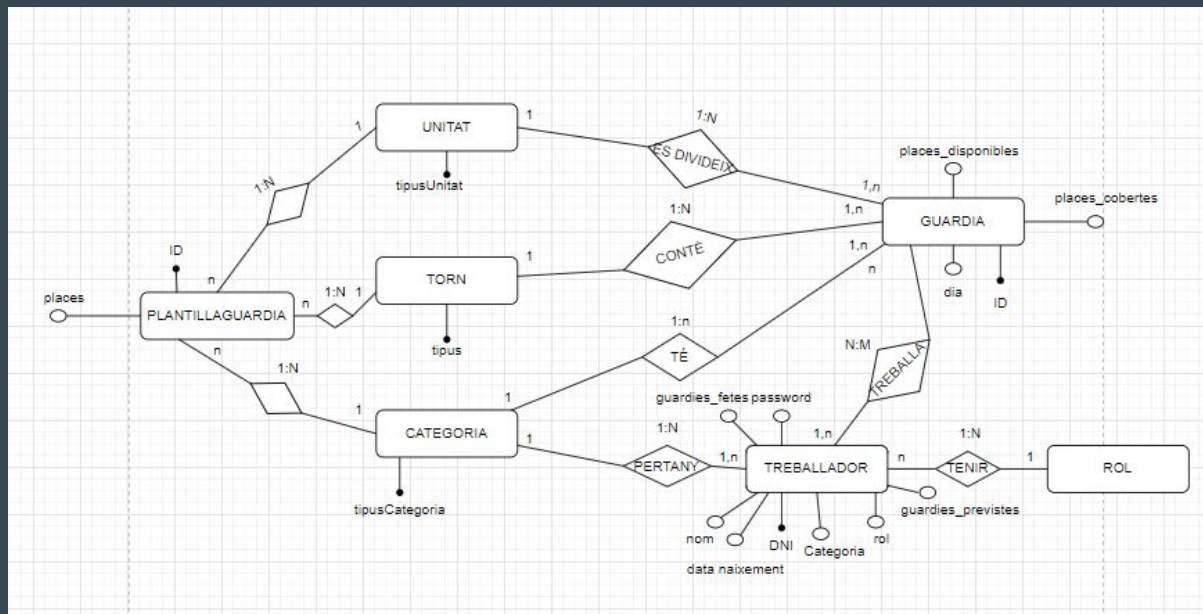 1:N
1
UNITAT
1
1:N
ES DIVIDEIX
places_disponibles
tipusUnitat
1:N
1,n
places_cobertes
1:N
1,n
GUARDIA
ID
n
1
CONTÉ
1,n
TORN
n
dia
ID
places
PLANTILLAGUARDIA
n
1:N
1
tipus
1:n
TÉ
n
1:N
N:M
TREBALLA
1
1
guardies_fetes
password
CATEGORIA
1
1:N
1,n
1:N
PERTANY
1,n
TREBALLADOR
n
TENIR
1
ROL
tipusCategoria
nom
data naixement
DNI
Categoria
rol
guardies_previstes